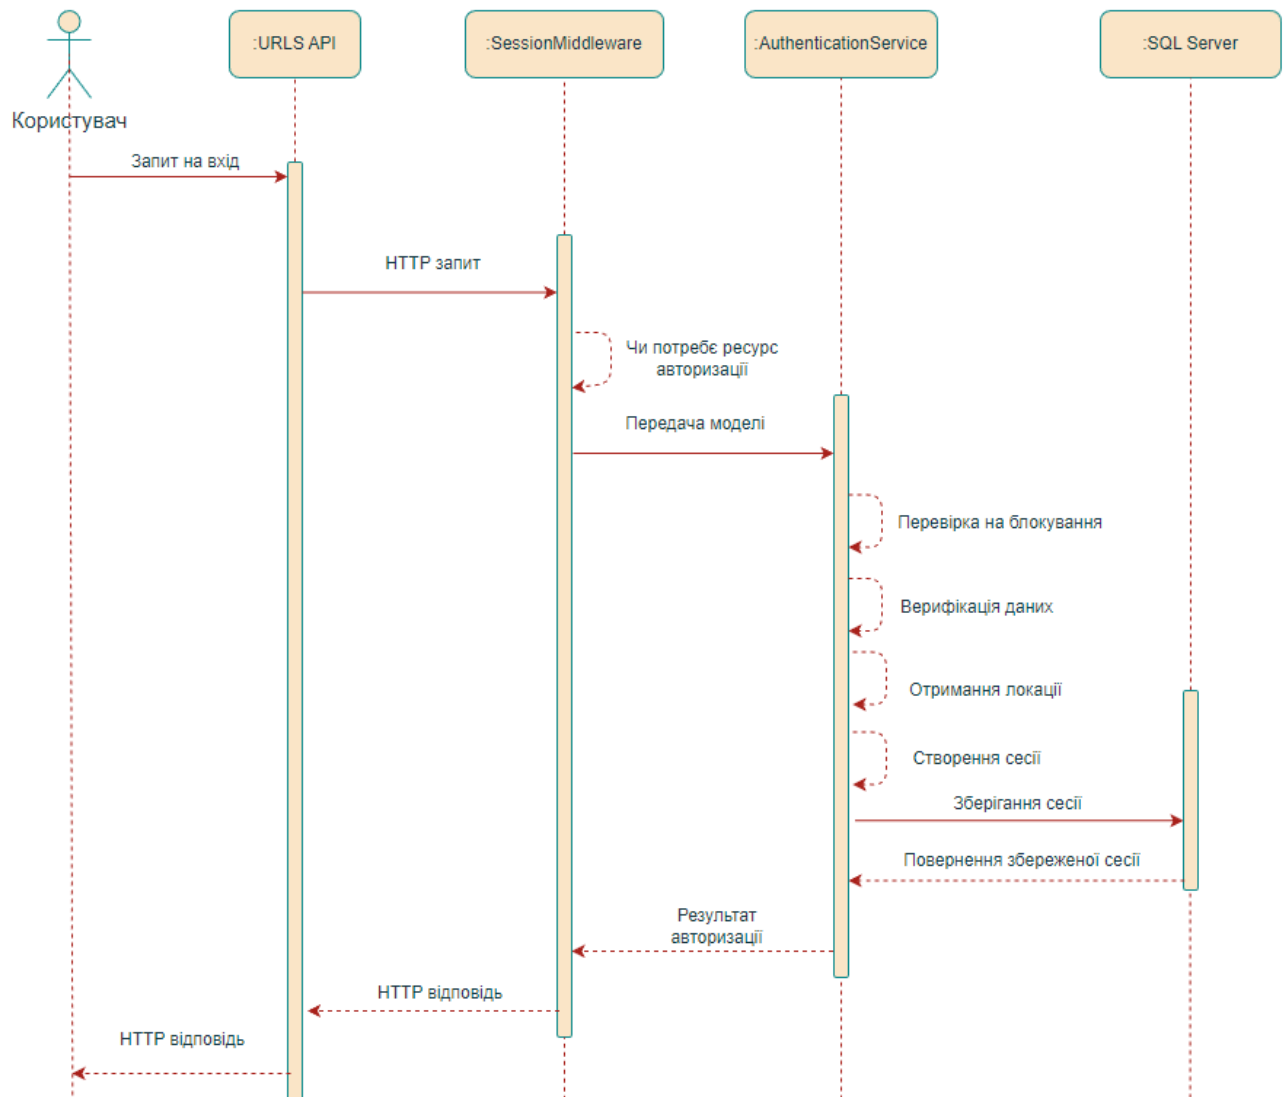 :URLS API
:SessionMiddleware
:AuthenticationService
:SQL Server
Користувач
Запит на вхід
HTTP запит
Чи потребє ресурс
авторизації
Передача моделі
Перевірка на блокування
Верифікація даних
Отримання локації
Створення сесії
Зберігання сесії
Повернення збереженої сесії
Результат
авторизації
HTTP відповідь
HTTP відповідь